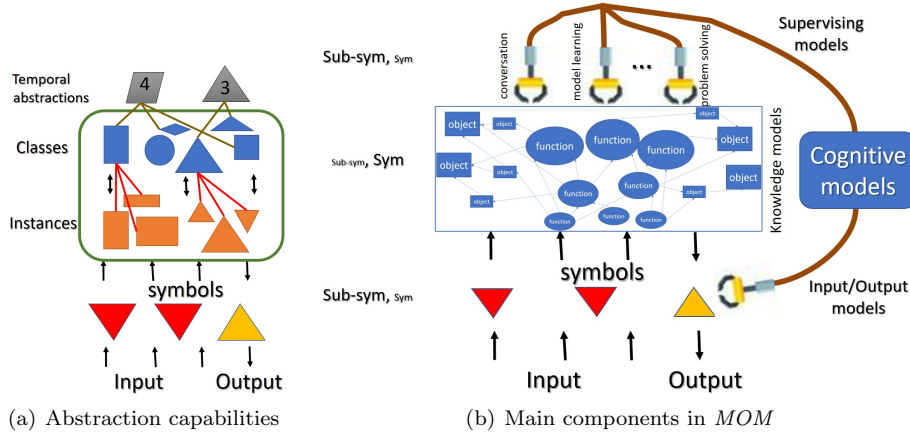 Temporal
abstractions
4
3
Classes
Instances
symbols
Input
Output
(a) Abstraction capabilities
Sub-sym, Sym
conversation
model learning
...
problem solving
Supervising
models
Sub-sym, Sym
object
object
object
object
object
object
object
object
object
object
function
function
function
function
function
function
function
function
Knowledge models
Cognitive
models
symbols
Sub-sym, Sym
Input/Output
models
Input
Output
(b) Main components in MOM